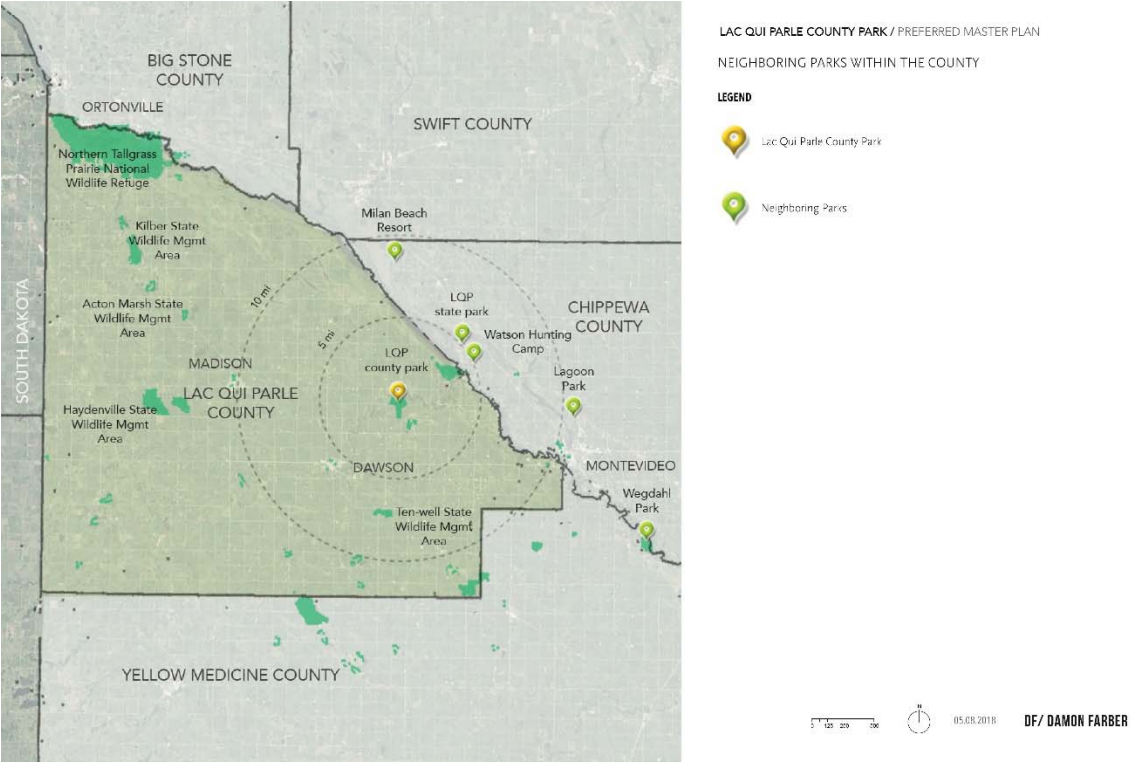 LAC QUI PARLE COUNTY PARK / PREFERRED MASTER PLAN
NEIGHBORING PARKS WITHIN THE COUNTY
LEGEND
Lac Qui Parle County Park
Neighboring Parks
BIG STONE
COUNTY
ORTONVILLE
SWIFT COUNTY
Northern Tallgrass
Prairie National
Wildlife Refuge
Milan Beach
Resort
Kilber State
Wildlife Mgmt
Area
SOUTH DAKOTA
10 mi
5 mi
Acton Marsh State
Wildlife Mgmt
Area
LQP
state park
CHIPPEWA
COUNTY
Watson Hunting
Camp
MADISON
LQP
county park
Lagoon
Park
LAC QUI PARLE
COUNTY
Haydenville State
Wildlife Mgmt
Area
DAWSON
MONTEVIDEO
Wegdahl
Park
Ten-well State
Wildlife Mgmt
Area
YELLOW MEDICINE COUNTY
N
05.08.2018
DF/ DAMON FARBER